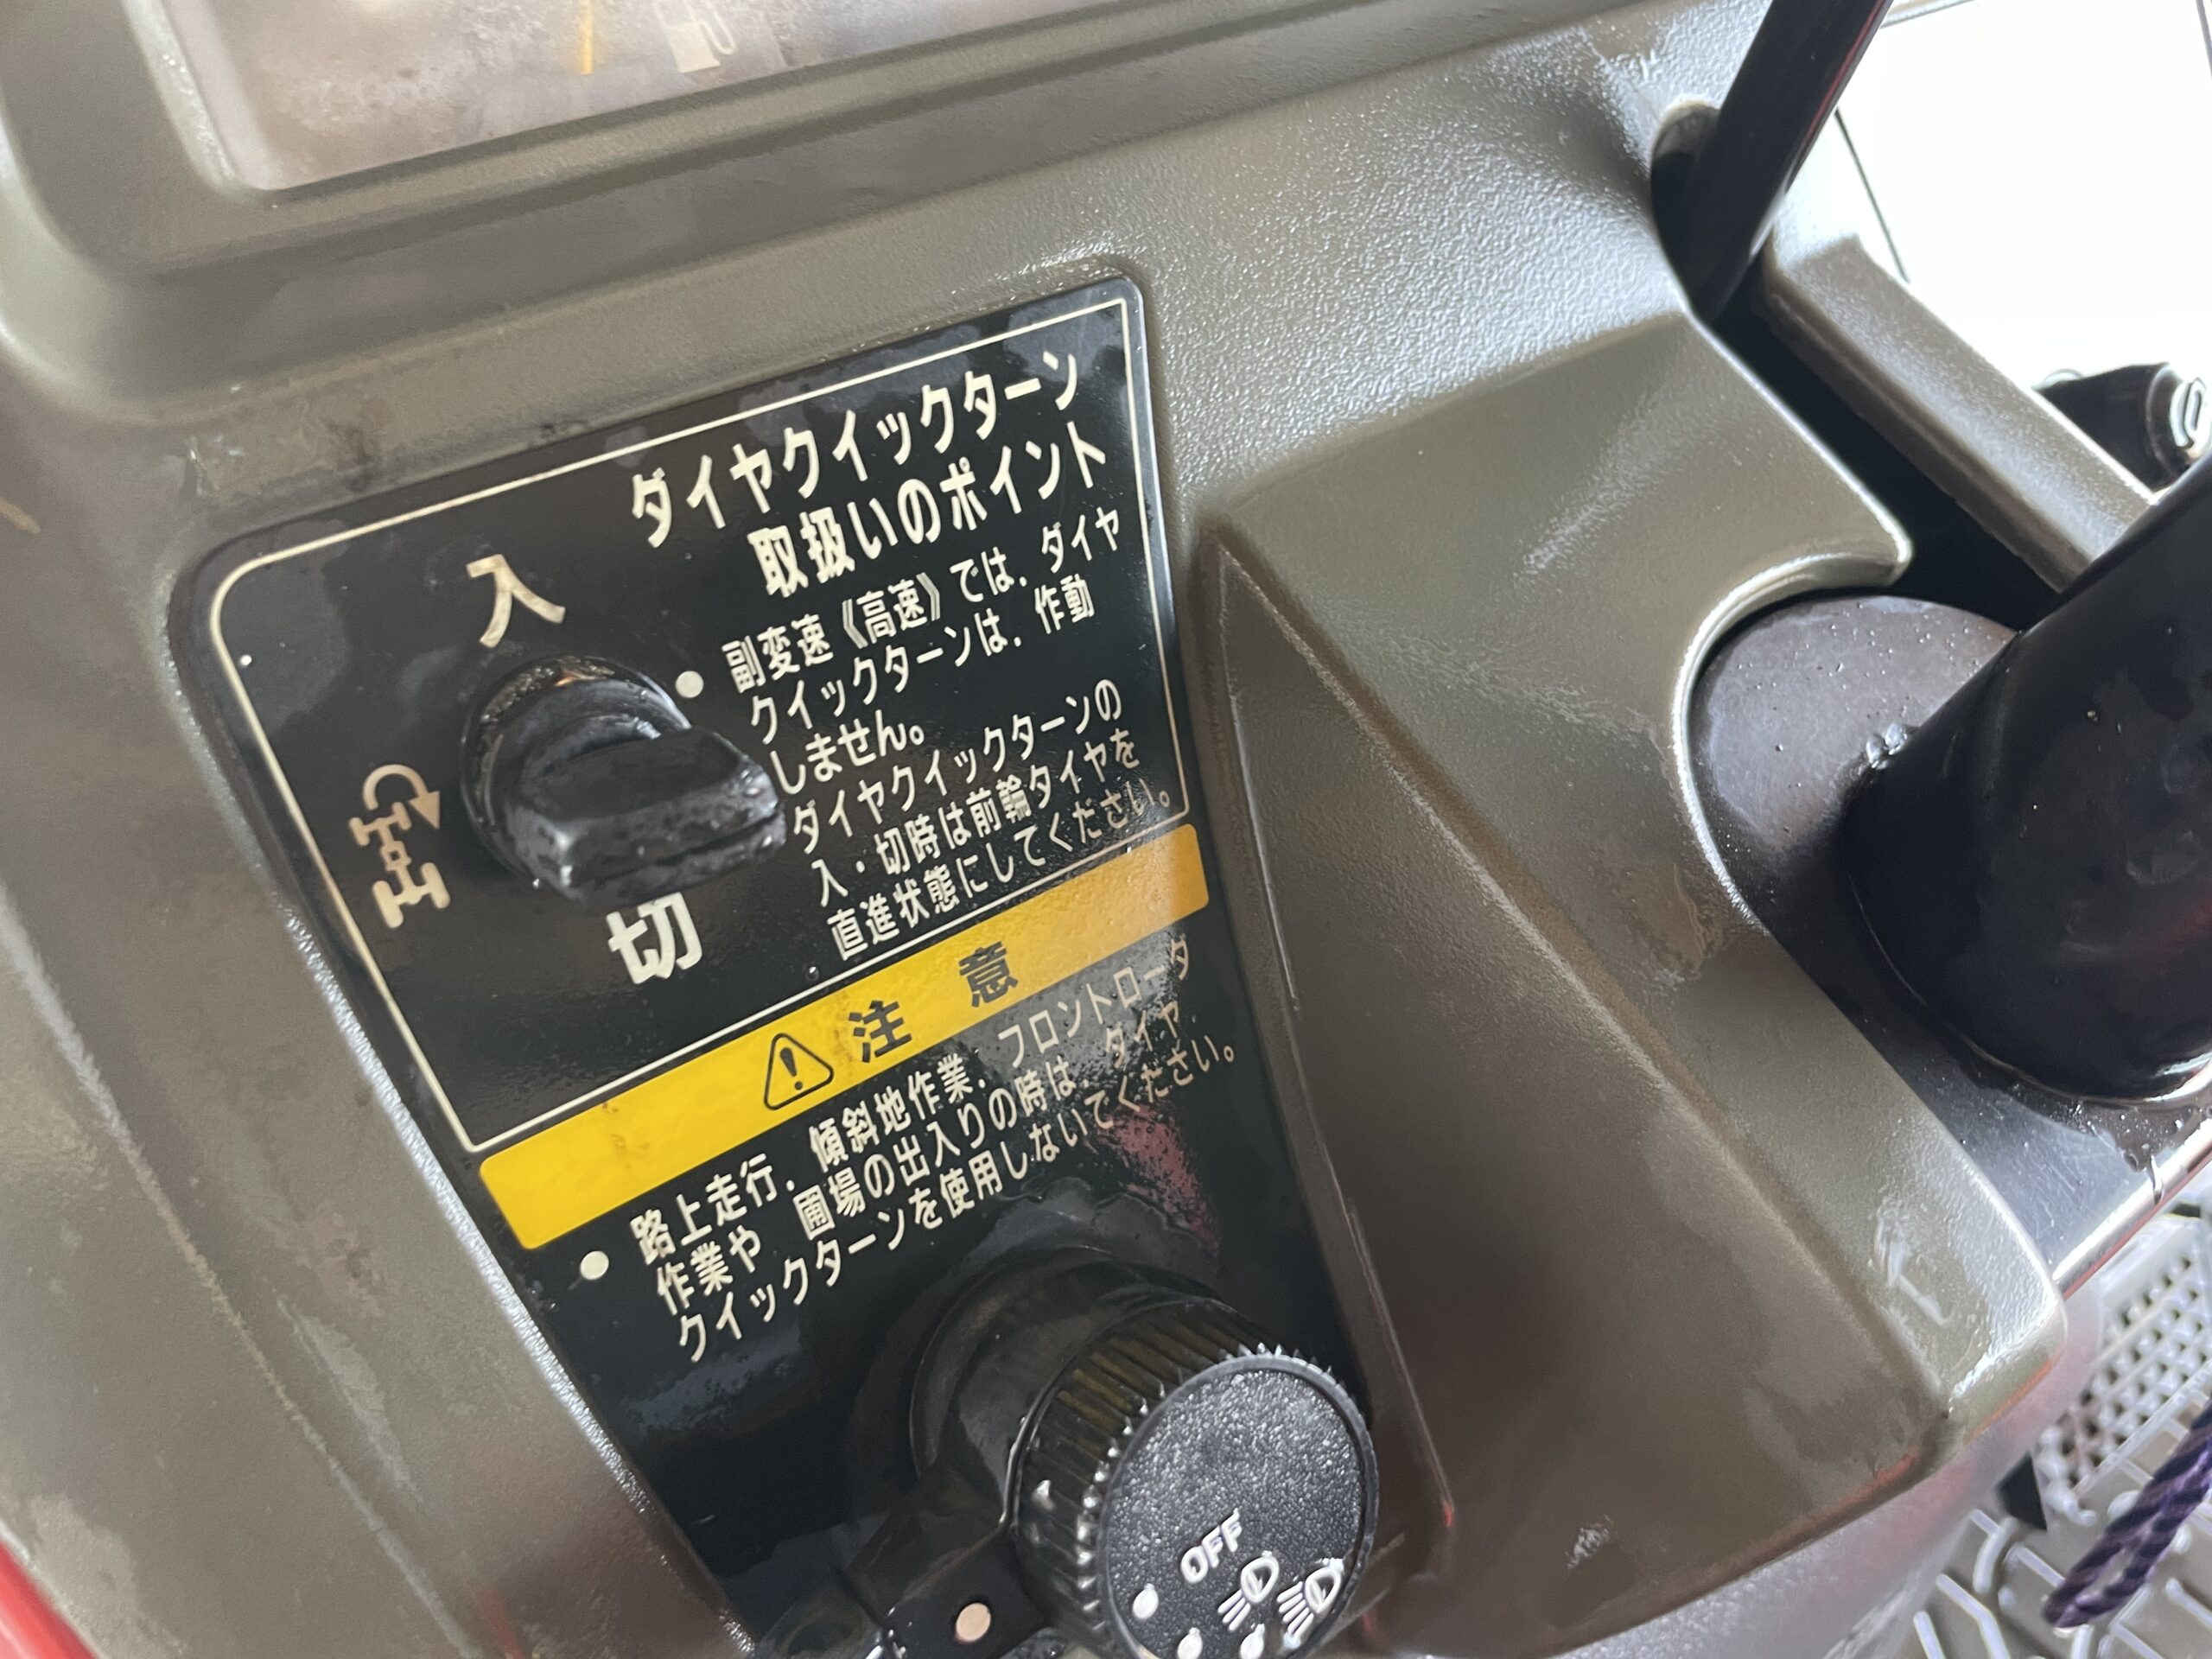 ダイヤクイックターン
取扱いのポイント
入
切
● 副変速《高速》では．ダイヤ
クイックターンは．作動
しません。
ダイヤクイックターンの
入・切時は前輪タイヤを
直進状態にしてください。
注 意
● 路上走行．傾斜地作業．フロントローダ
作業や 圃場の出入りの時は．ダイヤ
クイックターンを使用しないでください。
OFF